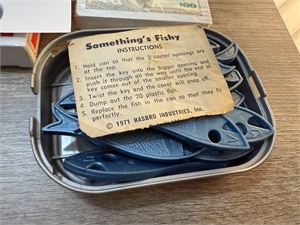 Something's Fishy
INSTRUCTIONS
1. Hold can so that the 2 corner openings are
at the top.
2. Insert the key into the bigger opening and
push it through all the way until the end of
key comes out of the smaller opening.
3. Twist the key and the cover will snap off.
4. Dump out the 20 plastic fish.
5. Replace the fish in the can so that they fit
perfectly.
© 1971 HASBRO INDUSTRIES, Inc.
100